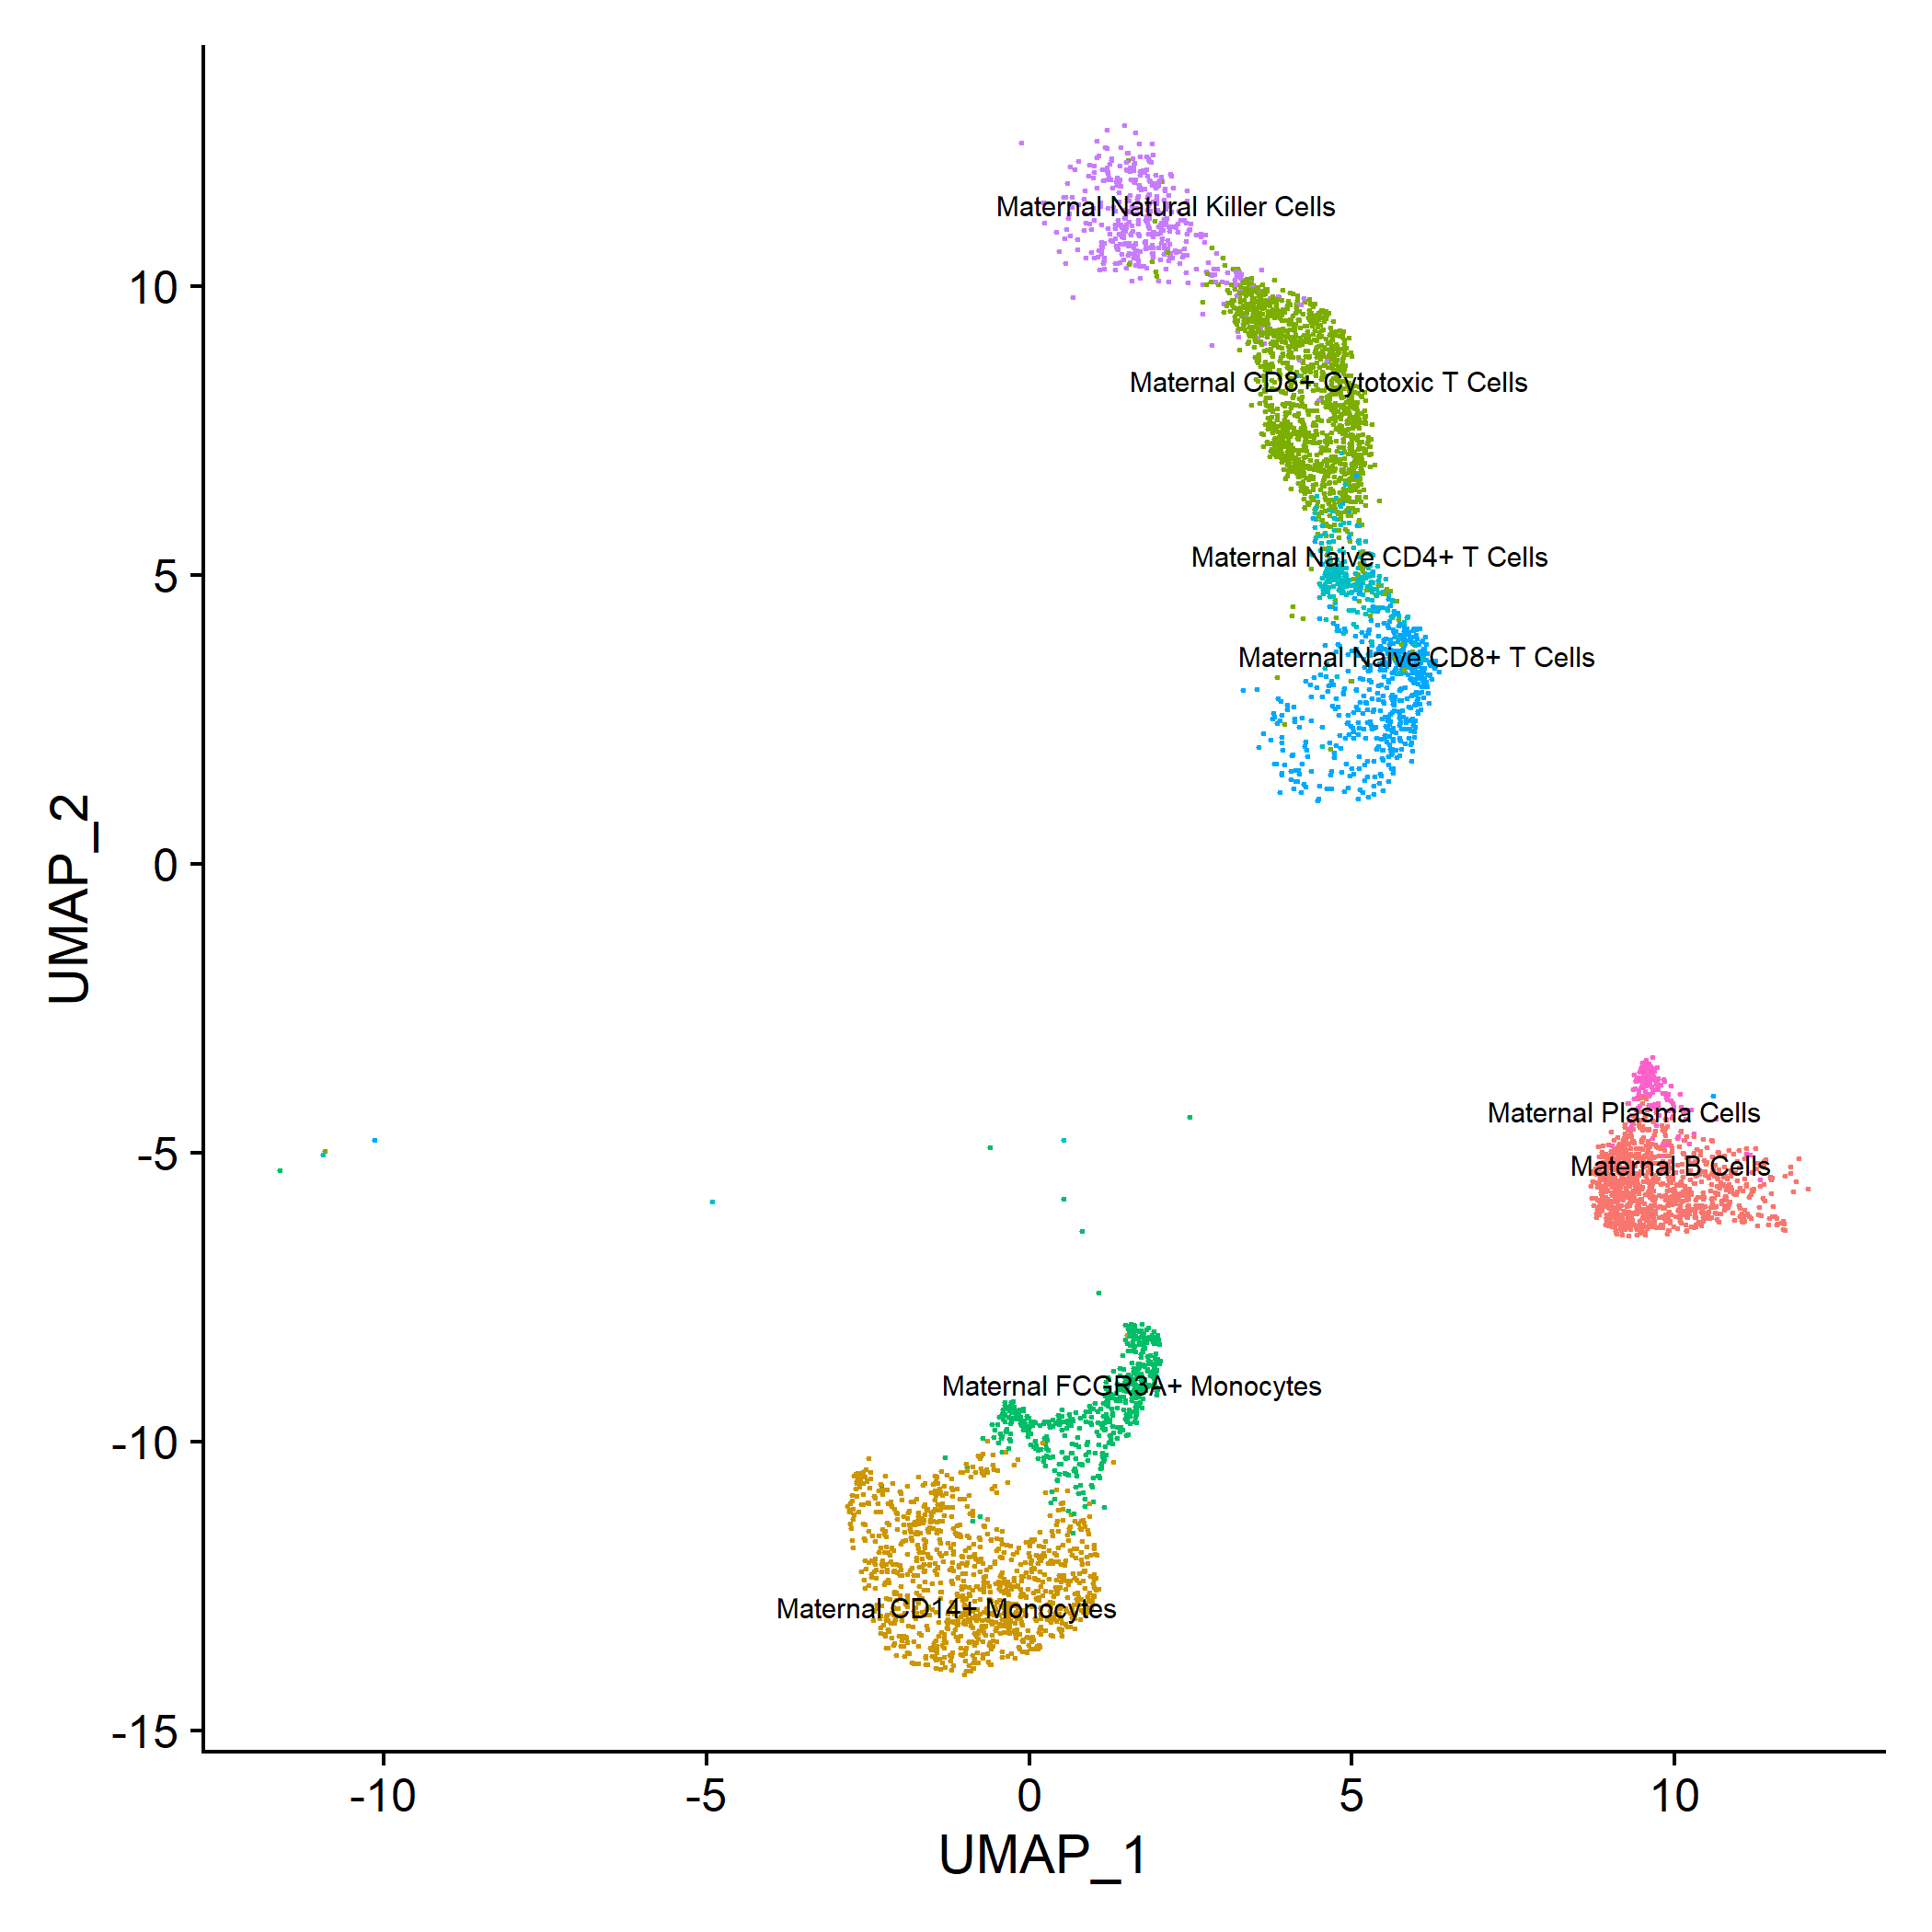 Maternal Natural Killer Cells
10
Maternal CD8+ Cytotoxic T Cells
Maternal Naive CD4+ T Cells
5
Maternal Naive CD8+ T Cells
UMAP_2
0
Maternal Plasma Cells
-5
Maternal B Cells
Maternal FCGR3A+ Monocytes
-10
Maternal CD14+ Monocytes
-15
-10 -5 0 5 10
UMAP_1